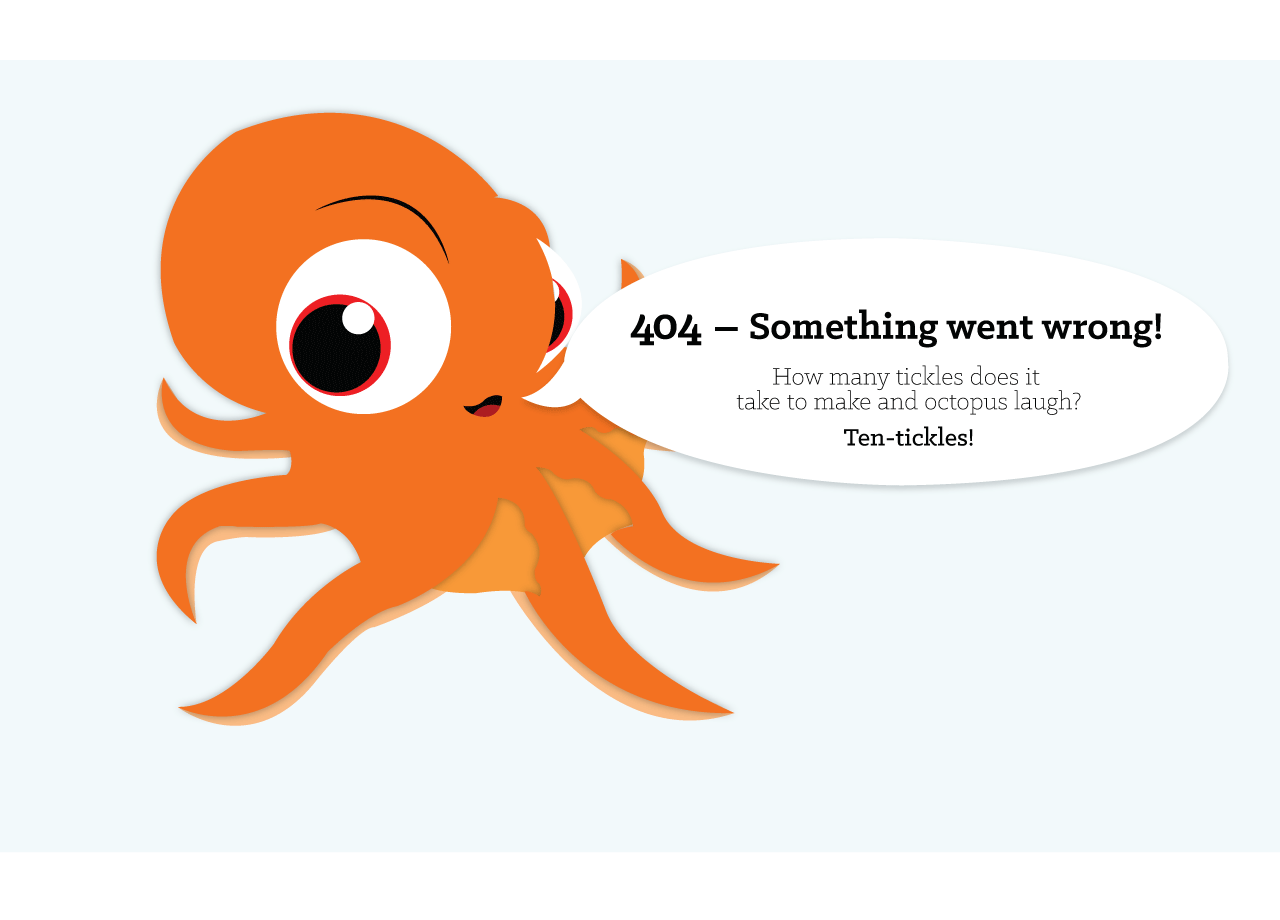 404 – Something went wrong!
How many tickles does it
take to make and octopus laugh?
Ten-tickles!